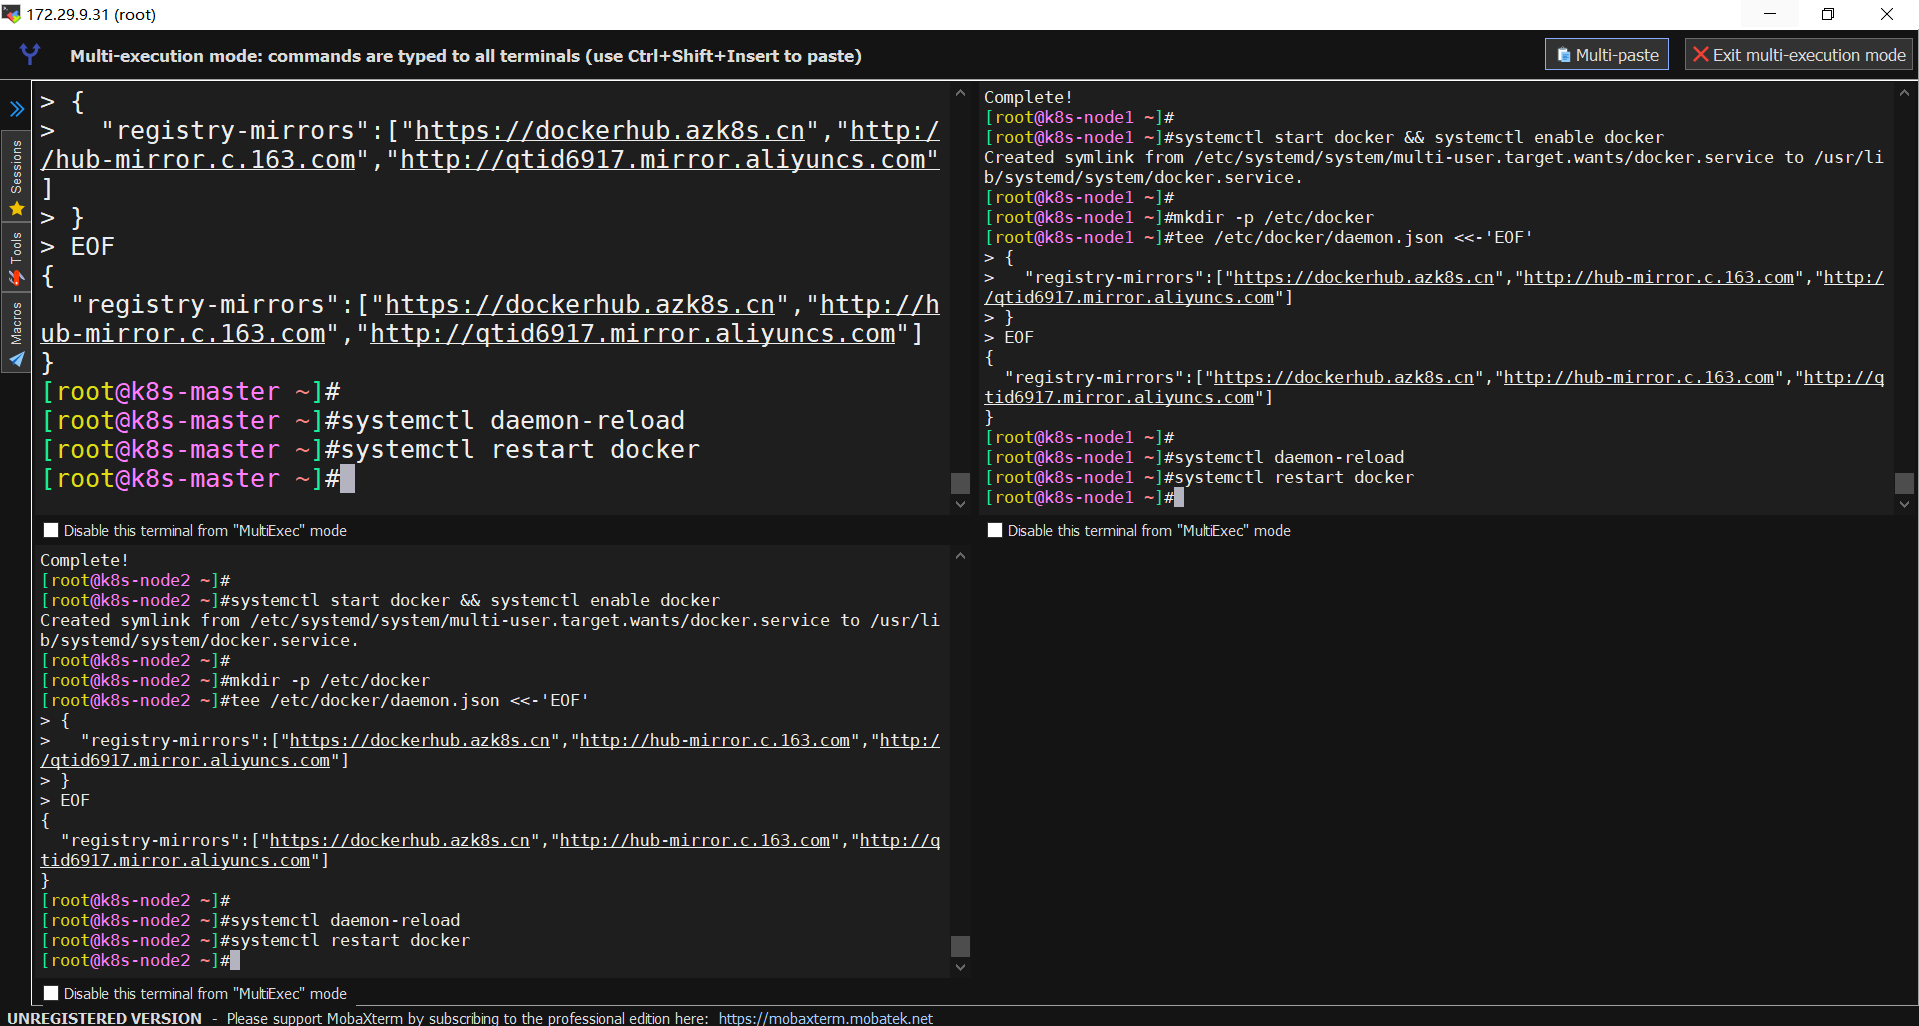 172.29.9.31 (root)
Multi-execution mode: commands are typed to all terminals (use Ctrl+Shift+Insert to paste)
Multi-paste
Exit multi-execution mode
Sessions
Tools
Macros
> {
>   "registry-mirrors":["https://dockerhub.azk8s.cn","http:/
/hub-mirror.c.163.com","http://qtid6917.mirror.aliyuncs.com"
]
> }
> EOF
{
  "registry-mirrors":["https://dockerhub.azk8s.cn","http://h
ub-mirror.c.163.com","http://qtid6917.mirror.aliyuncs.com"]
}
[root@k8s-master ~]#
[root@k8s-master ~]#systemctl daemon-reload
[root@k8s-master ~]#systemctl restart docker
[root@k8s-master ~]#
Disable this terminal from "MultiExec" mode
Complete!
[root@k8s-node1 ~]#
[root@k8s-node1 ~]#systemctl start docker && systemctl enable docker
Created symlink from /etc/systemd/system/multi-user.target.wants/docker.service to /usr/li
b/systemd/system/docker.service.
[root@k8s-node1 ~]#
[root@k8s-node1 ~]#mkdir -p /etc/docker
[root@k8s-node1 ~]#tee /etc/docker/daemon.json <<-'EOF'
> {
>   "registry-mirrors":["https://dockerhub.azk8s.cn","http://hub-mirror.c.163.com","http:/
/qtid6917.mirror.aliyuncs.com"]
> }
> EOF
{
  "registry-mirrors":["https://dockerhub.azk8s.cn","http://hub-mirror.c.163.com","http://q
tid6917.mirror.aliyuncs.com"]
}
[root@k8s-node1 ~]#
[root@k8s-node1 ~]#systemctl daemon-reload
[root@k8s-node1 ~]#systemctl restart docker
[root@k8s-node1 ~]#
Disable this terminal from "MultiExec" mode
Complete!
[root@k8s-node2 ~]#
[root@k8s-node2 ~]#systemctl start docker && systemctl enable docker
Created symlink from /etc/systemd/system/multi-user.target.wants/docker.service to /usr/li
b/systemd/system/docker.service.
[root@k8s-node2 ~]#
[root@k8s-node2 ~]#mkdir -p /etc/docker
[root@k8s-node2 ~]#tee /etc/docker/daemon.json <<-'EOF'
> {
>   "registry-mirrors":["https://dockerhub.azk8s.cn","http://hub-mirror.c.163.com","http:/
/qtid6917.mirror.aliyuncs.com"]
> }
> EOF
{
  "registry-mirrors":["https://dockerhub.azk8s.cn","http://hub-mirror.c.163.com","http://q
tid6917.mirror.aliyuncs.com"]
}
[root@k8s-node2 ~]#
[root@k8s-node2 ~]#systemctl daemon-reload
[root@k8s-node2 ~]#systemctl restart docker
[root@k8s-node2 ~]#
Disable this terminal from "MultiExec" mode
UNREGISTERED VERSION - Please support MobaXterm by subscribing to the professional edition here: https://mobaxterm.mobatek.net